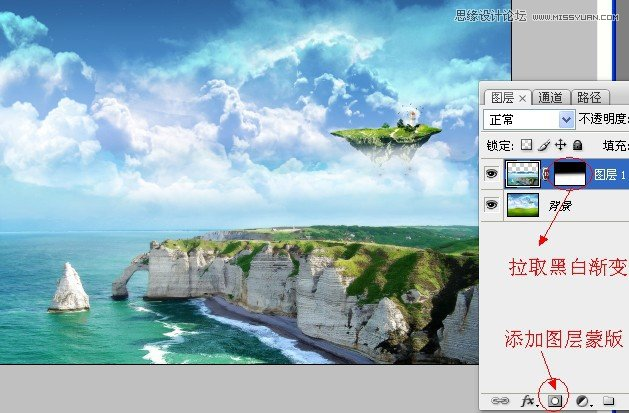 思缘设计论坛 WWW.MISSYUAN.COM
图层 × 通道 路径
正常 不透明度:
锁定: 填充:
图层 1
背景
拉取黑白渐变
添加图层蒙版
fx.